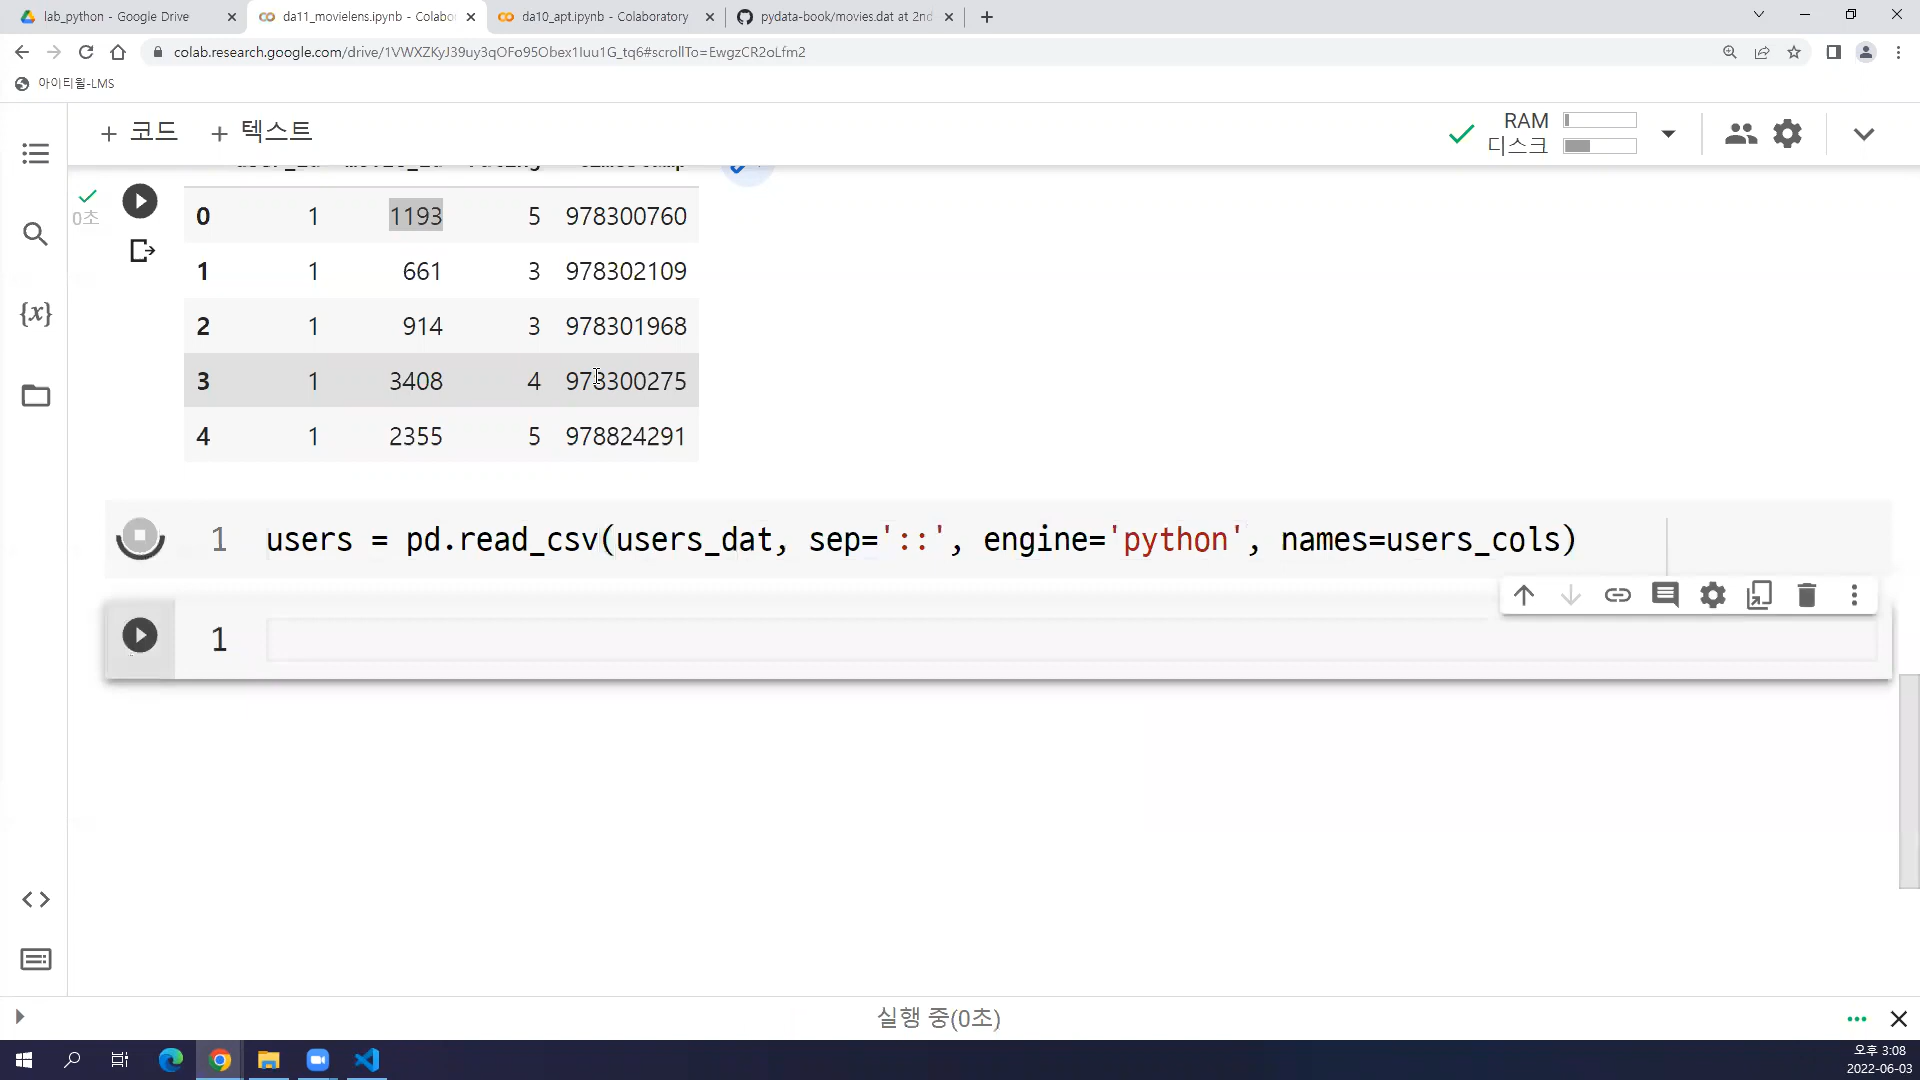 lab_python - Google Drive
da11_movielens.ipynb - Colabo
da10_apt.ipynb - Colaboratory
pydata-book/movies.dat at 2nd
colab.research.google.com/drive/1VWXZKyJ39uy3qOFo95Obex1Iuu1G_tq6#scrollTo=EwgzCR2oLfm2
아이티윌-LMS
+ 코드 + 텍스트
RAM
디스크
0초
0 1 1193 5 978300760
1 1 661 3 978302109
2 1 914 3 978301968
3 1 3408 4 978300275
4 1 2355 5 978824291
1 users = pd.read_csv(users_dat, sep='::', engine='python', names=users_cols)
1
실행 중(0초)
오후 3:08
2022-06-03